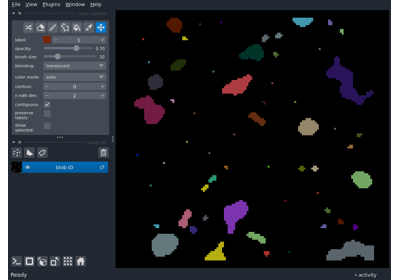 File View Plugins Window Help
label: 1
opacity: 0.70
brush size: 10
blending: translucent
color mode: auto
contour: 0
n edit dim: 2
contiguous:
preserve
labels:
show
selected:
blob ID
Ready
activity